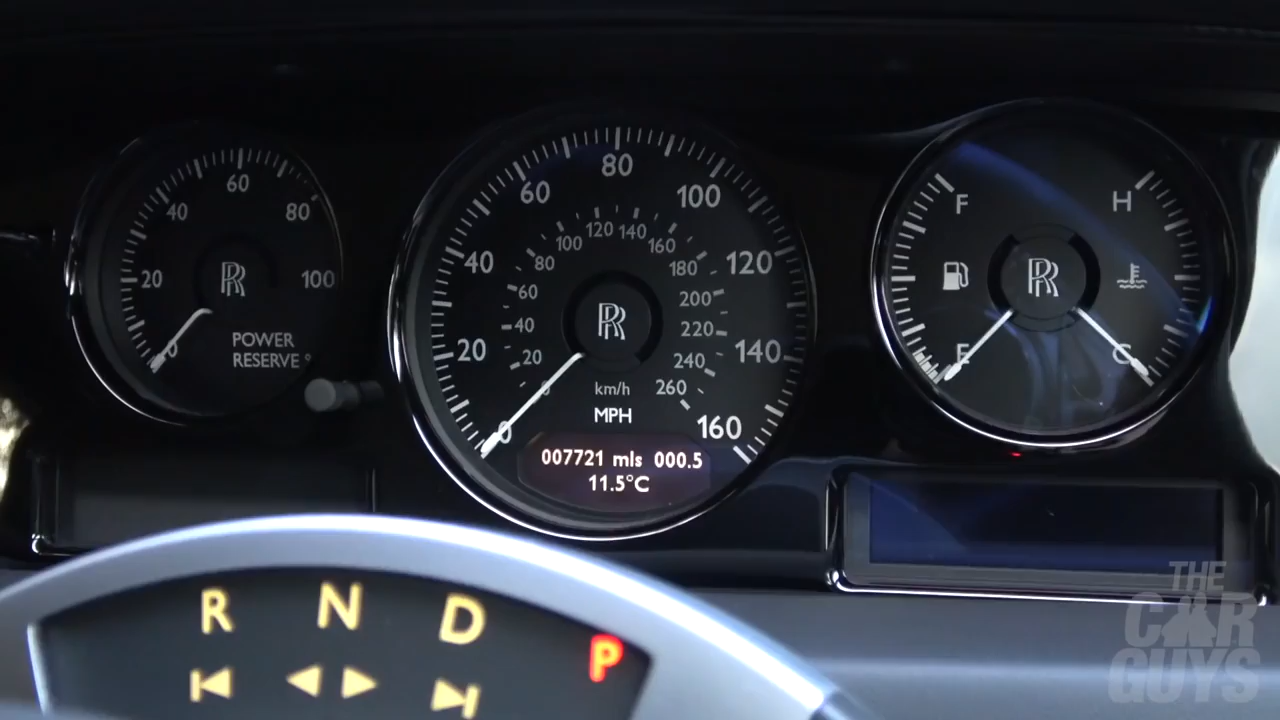 20 40 60 80 100
0
POWER
RESERVE %
RR
0 20 40 60 80 100 120 140 160
0 20 40 60 80 100 120 140 160 180 200 220 240 260
RR
km/h
MPH
007721 mls 000.5
11.5°C
F H
RR
E C
R N D P
THE
CAR
GUYS